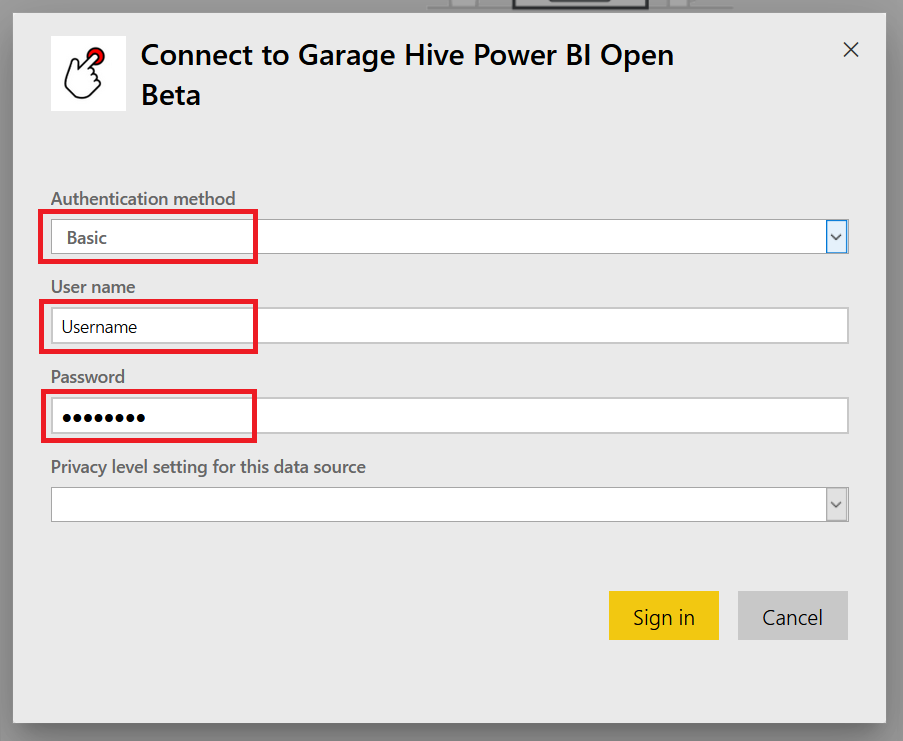 Connect to Garage Hive Power BI Open
Beta
Authentication method
Basic
User name
Username
Password
••••••••
Privacy level setting for this data source
Sign in
Cancel